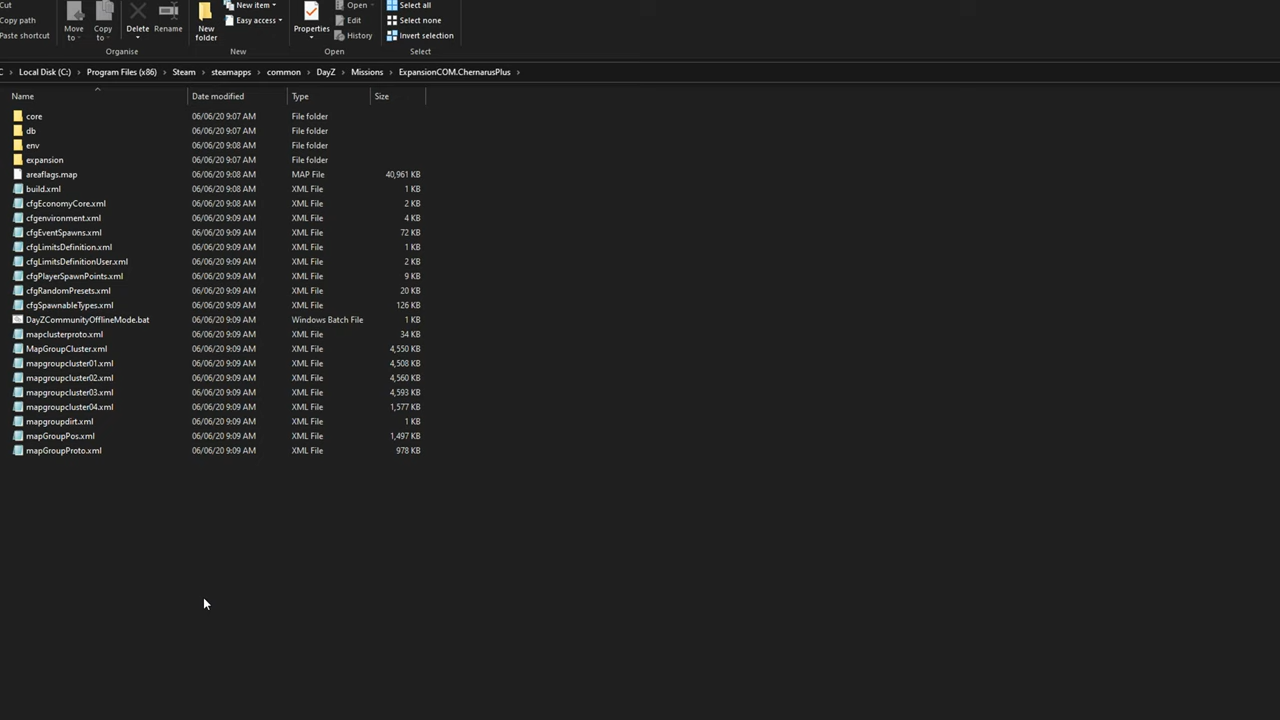 Cut
Copy path
Paste shortcut
Move to
Copy to
Delete
Rename
Organise
New folder
New item
Easy access
New
Properties
Open
Edit
History
Open
Select all
Select none
Invert selection
Select
Local Disk (C:) > Program Files (x86) > Steam > steamapps > common > DayZ > Missions > ExpansionCOM.ChernarusPlus >
Name Date modified Type Size
core 06/06/20 9:07 AM File folder
db 06/06/20 9:07 AM File folder
env 06/06/20 9:08 AM File folder
expansion 06/06/20 9:07 AM File folder
areaflags.map 06/06/20 9:08 AM MAP File 40,961 KB
build.xml 06/06/20 9:08 AM XML File 1 KB
cfgEconomyCore.xml 06/06/20 9:08 AM XML File 2 KB
cfgenvironment.xml 06/06/20 9:09 AM XML File 4 KB
cfgEventSpawns.xml 06/06/20 9:09 AM XML File 72 KB
cfgLimitsDefinition.xml 06/06/20 9:09 AM XML File 1 KB
cfgLimitsDefinitionUser.xml 06/06/20 9:09 AM XML File 2 KB
cfgPlayerSpawnPoints.xml 06/06/20 9:09 AM XML File 9 KB
cfgRandomPresets.xml 06/06/20 9:09 AM XML File 20 KB
cfgSpawnableTypes.xml 06/06/20 9:09 AM XML File 126 KB
DayZCommunityOfflineMode.bat 06/06/20 9:09 AM Windows Batch File 1 KB
mapclusterproto.xml 06/06/20 9:09 AM XML File 34 KB
MapGroupCluster.xml 06/06/20 9:09 AM XML File 4,550 KB
mapgroupcluster01.xml 06/06/20 9:09 AM XML File 4,508 KB
mapgroupcluster02.xml 06/06/20 9:09 AM XML File 4,560 KB
mapgroupcluster03.xml 06/06/20 9:09 AM XML File 4,593 KB
mapgroupcluster04.xml 06/06/20 9:09 AM XML File 1,577 KB
mapgroupdirt.xml 06/06/20 9:09 AM XML File 1 KB
mapGroupPos.xml 06/06/20 9:09 AM XML File 1,497 KB
mapGroupProto.xml 06/06/20 9:09 AM XML File 978 KB